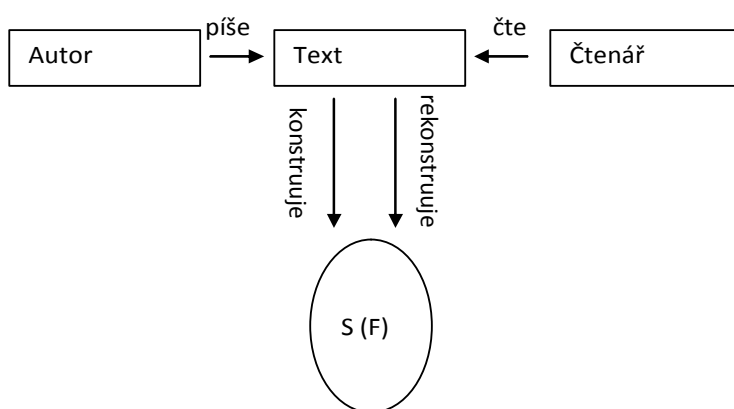 píše
čte
Autor
Text
Čtenář
konstruuje
rekonstruuje
S (F)